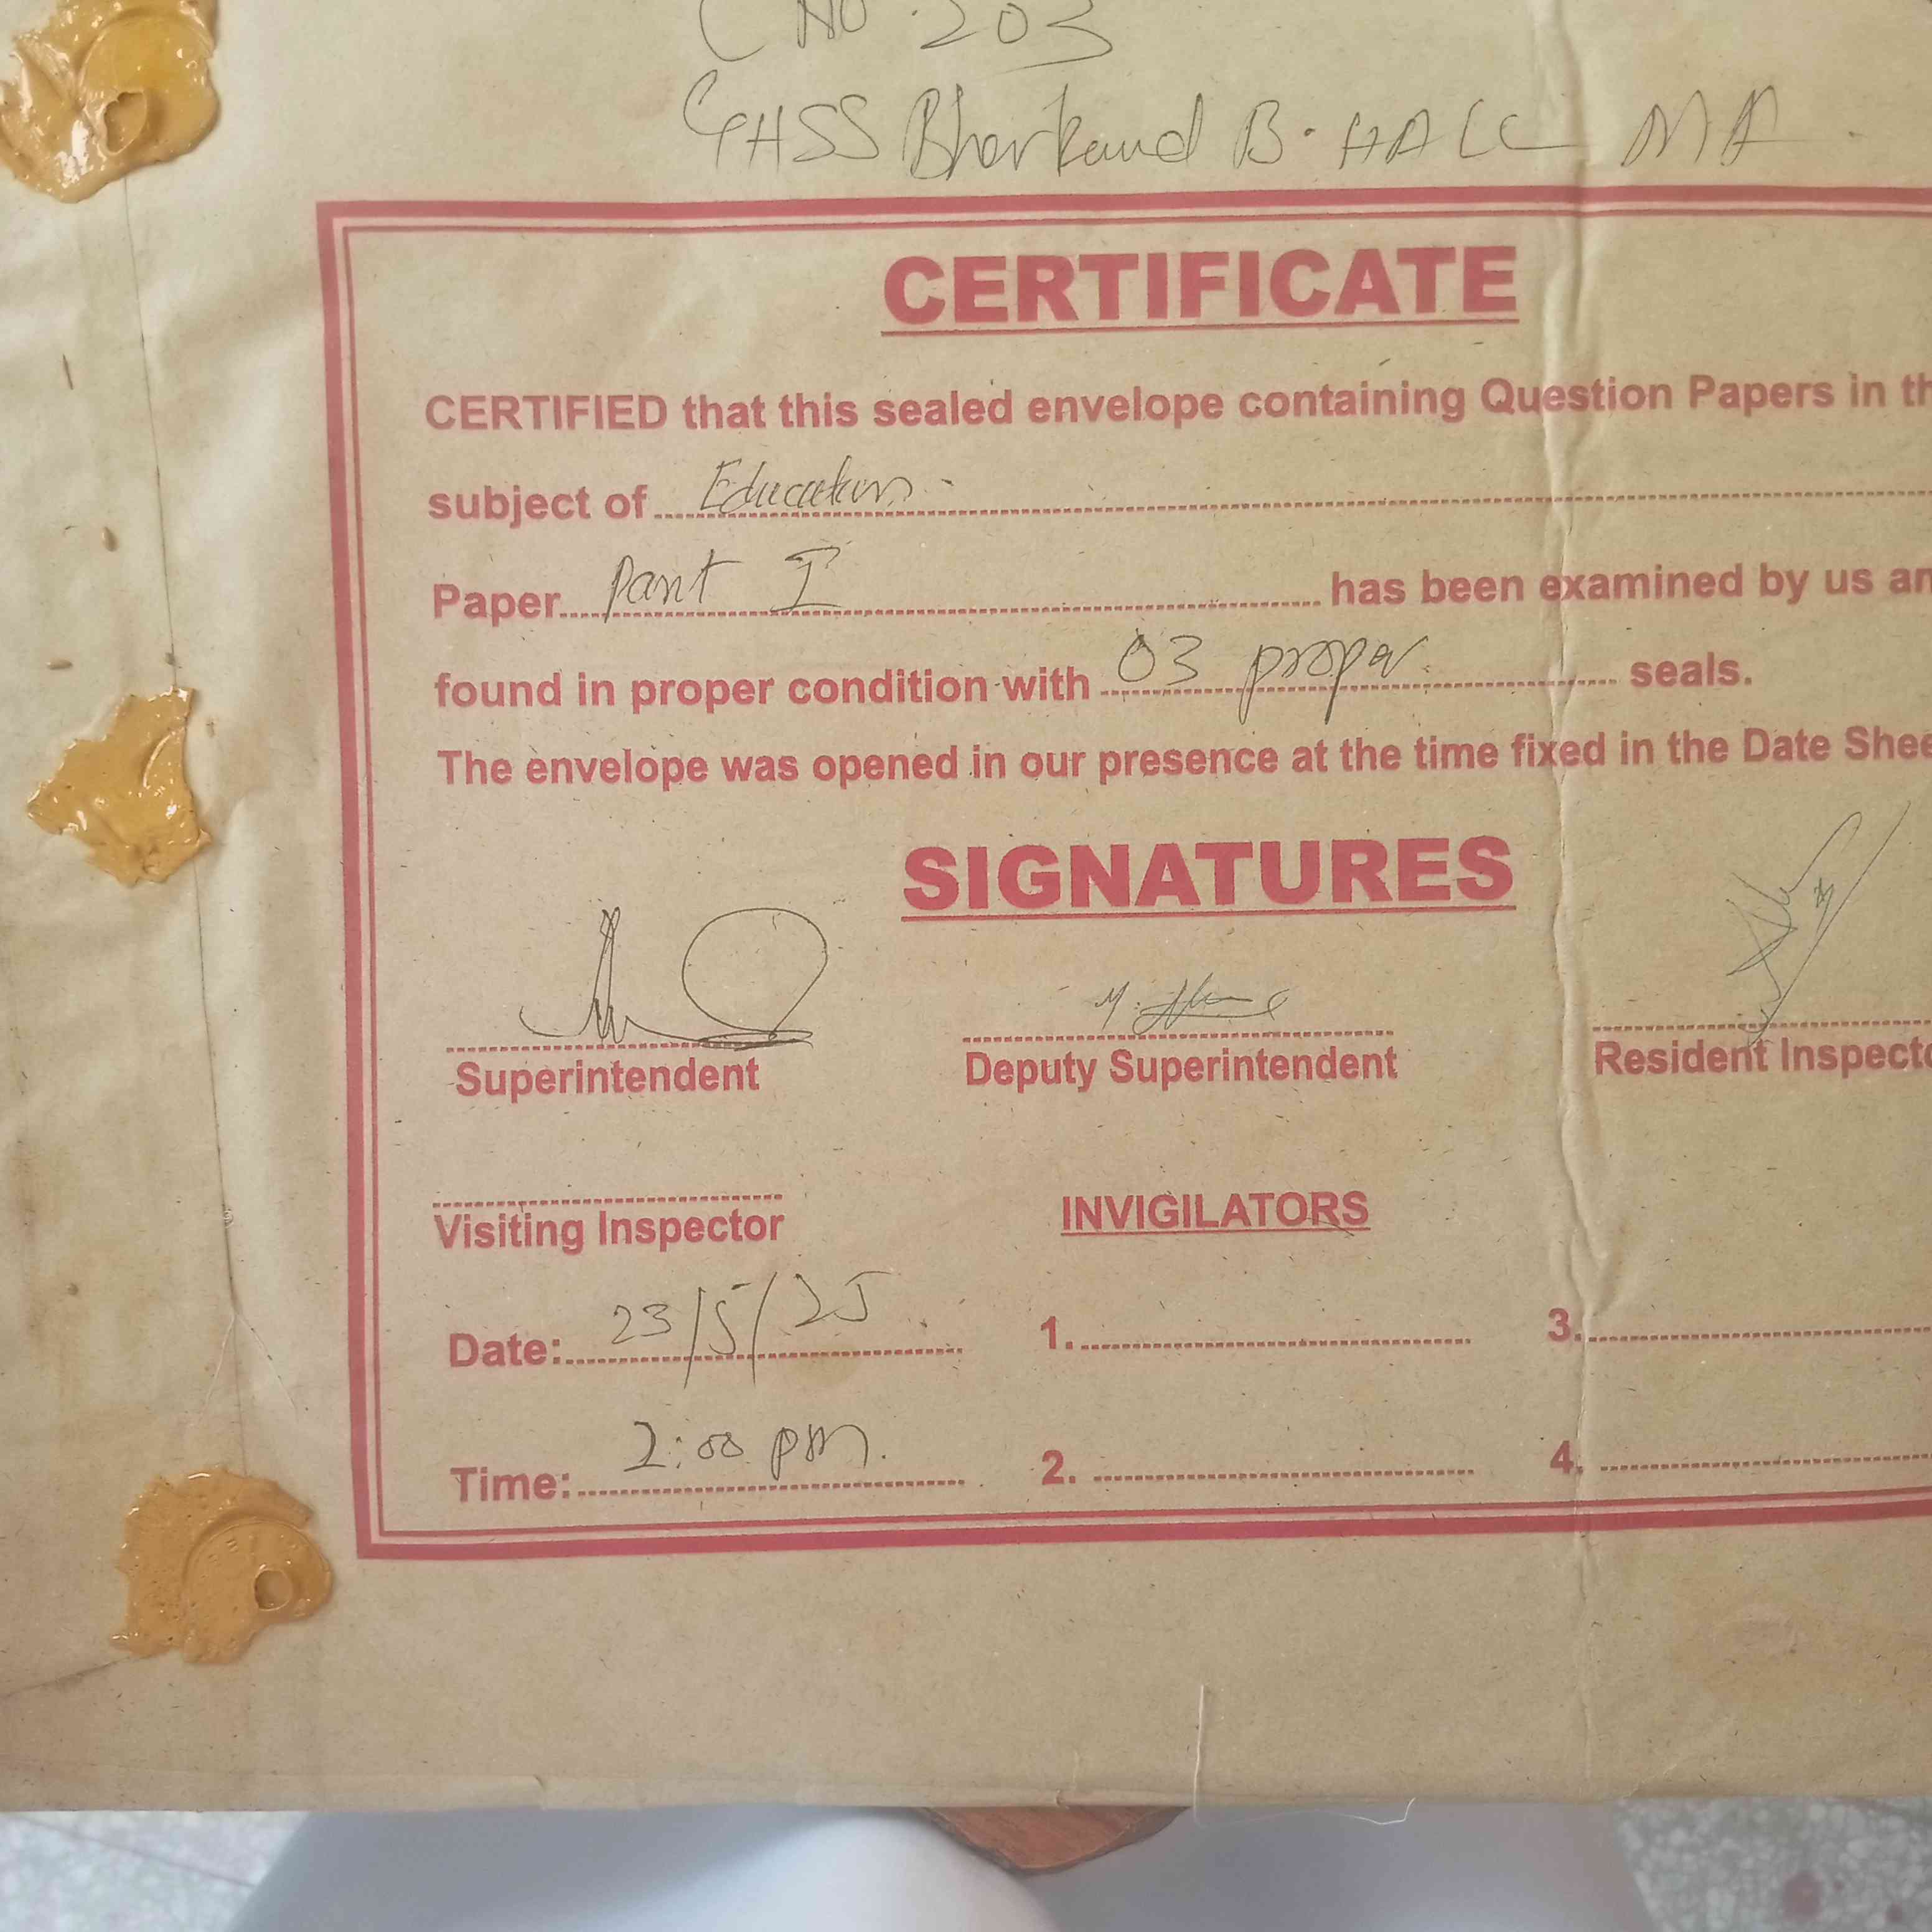 C NO. 203
GHSS Bharkund B. HALL MA.
CERTIFICATE
CERTIFIED that this sealed envelope containing Question Papers in th
subject of Education
Paper Part I has been examined by us an
found in proper condition with 03 proper seals.
The envelope was opened in our presence at the time fixed in the Date Shee
SIGNATURES
Superintendent Deputy Superintendent Resident Inspecto
Visiting Inspector INVIGILATORS
Date: 23/5/25 1. 3.
Time: 2:00 pm. 2. 4.